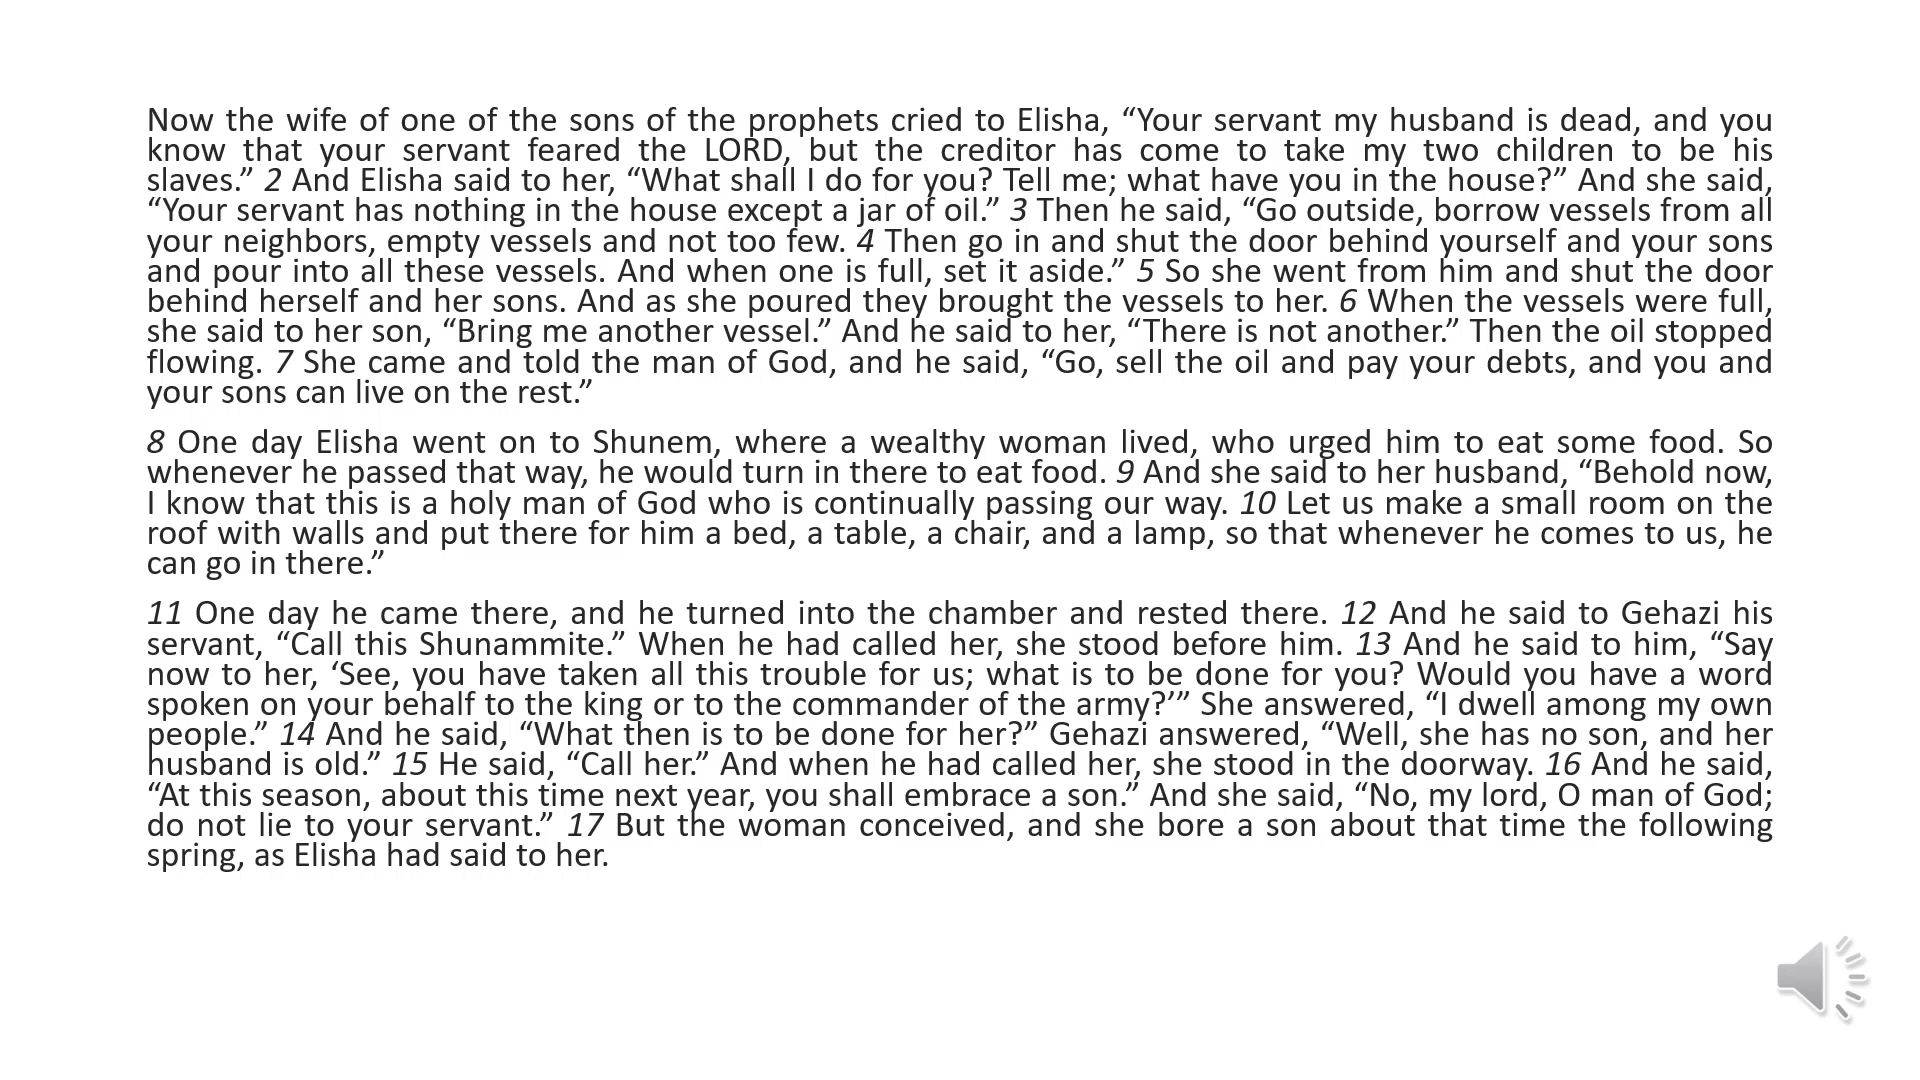 Now the wife of one of the sons of the prophets cried to Elisha, “Your servant my husband is dead, and you
know that your servant feared the LORD, but the creditor has come to take my two children to be his
slaves.” 2 And Elisha said to her, “What shall I do for you? Tell me; what have you in the house?” And she said,
“Your servant has nothing in the house except a jar of oil.” 3 Then he said, “Go outside, borrow vessels from all
your neighbors, empty vessels and not too few. 4 Then go in and shut the door behind yourself and your sons
and pour into all these vessels. And when one is full, set it aside.” 5 So she went from him and shut the door
behind herself and her sons. And as she poured they brought the vessels to her. 6 When the vessels were full,
she said to her son, “Bring me another vessel.” And he said to her, “There is not another.” Then the oil stopped
flowing. 7 She came and told the man of God, and he said, “Go, sell the oil and pay your debts, and you and
your sons can live on the rest.”
8 One day Elisha went on to Shunem, where a wealthy woman lived, who urged him to eat some food. So
whenever he passed that way, he would turn in there to eat food. 9 And she said to her husband, “Behold now,
I know that this is a holy man of God who is continually passing our way. 10 Let us make a small room on the
roof with walls and put there for him a bed, a table, a chair, and a lamp, so that whenever he comes to us, he
can go in there.”
11 One day he came there, and he turned into the chamber and rested there. 12 And he said to Gehazi his
servant, “Call this Shunammite.” When he had called her, she stood before him. 13 And he said to him, “Say
now to her, ‘See, you have taken all this trouble for us; what is to be done for you? Would you have a word
spoken on your behalf to the king or to the commander of the army?’” She answered, “I dwell among my own
people.” 14 And he said, “What then is to be done for her?” Gehazi answered, “Well, she has no son, and her
husband is old.” 15 He said, “Call her.” And when he had called her, she stood in the doorway. 16 And he said,
“At this season, about this time next year, you shall embrace a son.” And she said, “No, my lord, O man of God;
do not lie to your servant.” 17 But the woman conceived, and she bore a son about that time the following
spring, as Elisha had said to her.